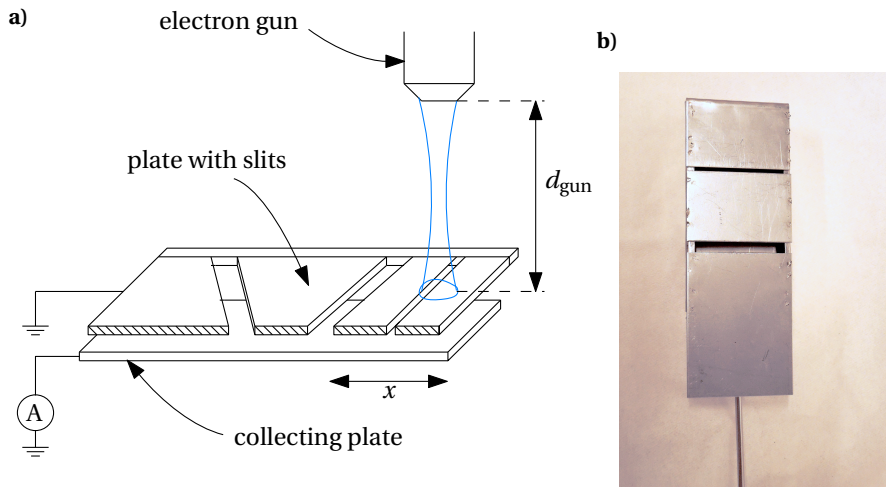 a)
electron gun
b)
plate with slits
d_gun
A
x
collecting plate